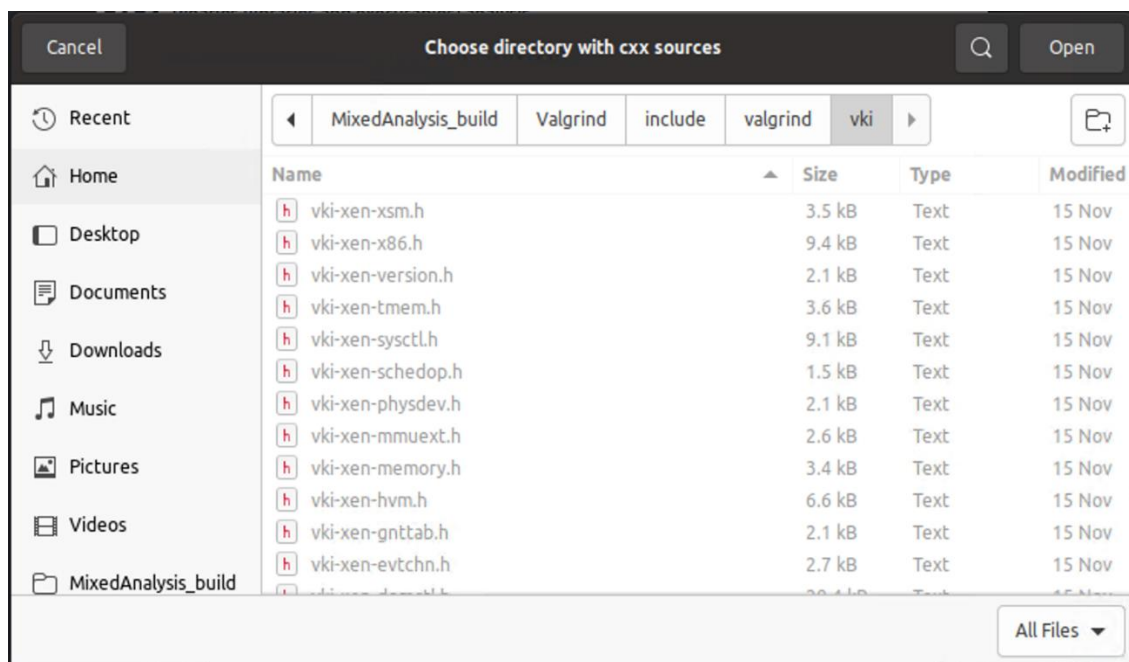 Cancel Choose directory with cxx sources Open
Recent
Home
Desktop
Documents
Downloads
Music
Pictures
Videos
MixedAnalysis_build
MixedAnalysis_build Valgrind include valgrind vki
Name Size Type Modified
h vki-xen-xsm.h 3.5 kB Text 15 Nov
h vki-xen-x86.h 9.4 kB Text 15 Nov
h vki-xen-version.h 2.1 kB Text 15 Nov
h vki-xen-tmem.h 3.6 kB Text 15 Nov
h vki-xen-sysctl.h 9.1 kB Text 15 Nov
h vki-xen-schedop.h 1.5 kB Text 15 Nov
h vki-xen-physdev.h 2.1 kB Text 15 Nov
h vki-xen-mmuext.h 2.6 kB Text 15 Nov
h vki-xen-memory.h 3.4 kB Text 15 Nov
h vki-xen-hvm.h 6.6 kB Text 15 Nov
h vki-xen-gnttab.h 2.1 kB Text 15 Nov
h vki-xen-evtchn.h 2.7 kB Text 15 Nov
All Files